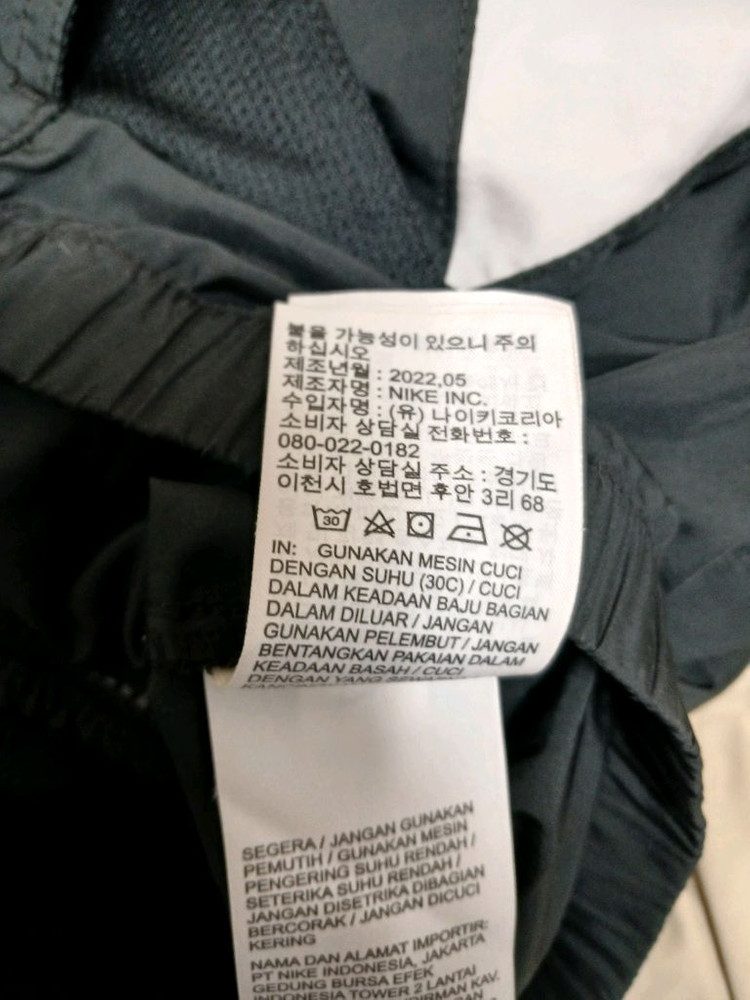 붙을 가능성이 있으니 주의
하십시오
제조년월 : 2022,05
제조자명 : NIKE INC.
수입자명 : (유) 나이키코리아
소비자 상담실 전화번호 :
080-022-0182
소비자 상담실 주소 : 경기도
이천시 호법면 후안 3리 68
30
IN: GUNAKAN MESIN CUCI
DENGAN SUHU (30C) / CUCI
DALAM KEADAAN BAJU BAGIAN
DALAM DILUAR / JANGAN
GUNAKAN PELEMBUT / JANGAN
BENTANGKAN PAKAIAN DALAM
KEADAAN BASAH / CUCI
DENGAN YANG
SEGERA / JANGAN GUNAKAN
PEMUTIH / GUNAKAN MESIN
PENGERING SUHU RENDAH /
SETERIKA SUHU RENDAH /
JANGAN DISETRIKA DIBAGIAN
BERCORAK / JANGAN DICUCI
KERING
NAMA DAN ALAMAT IMPORTIR:
PT NIKE INDONESIA, JAKARTA
GEDUNG BURSA EFEK
INDONESIA TOWER 2 LANTAI
KAV.